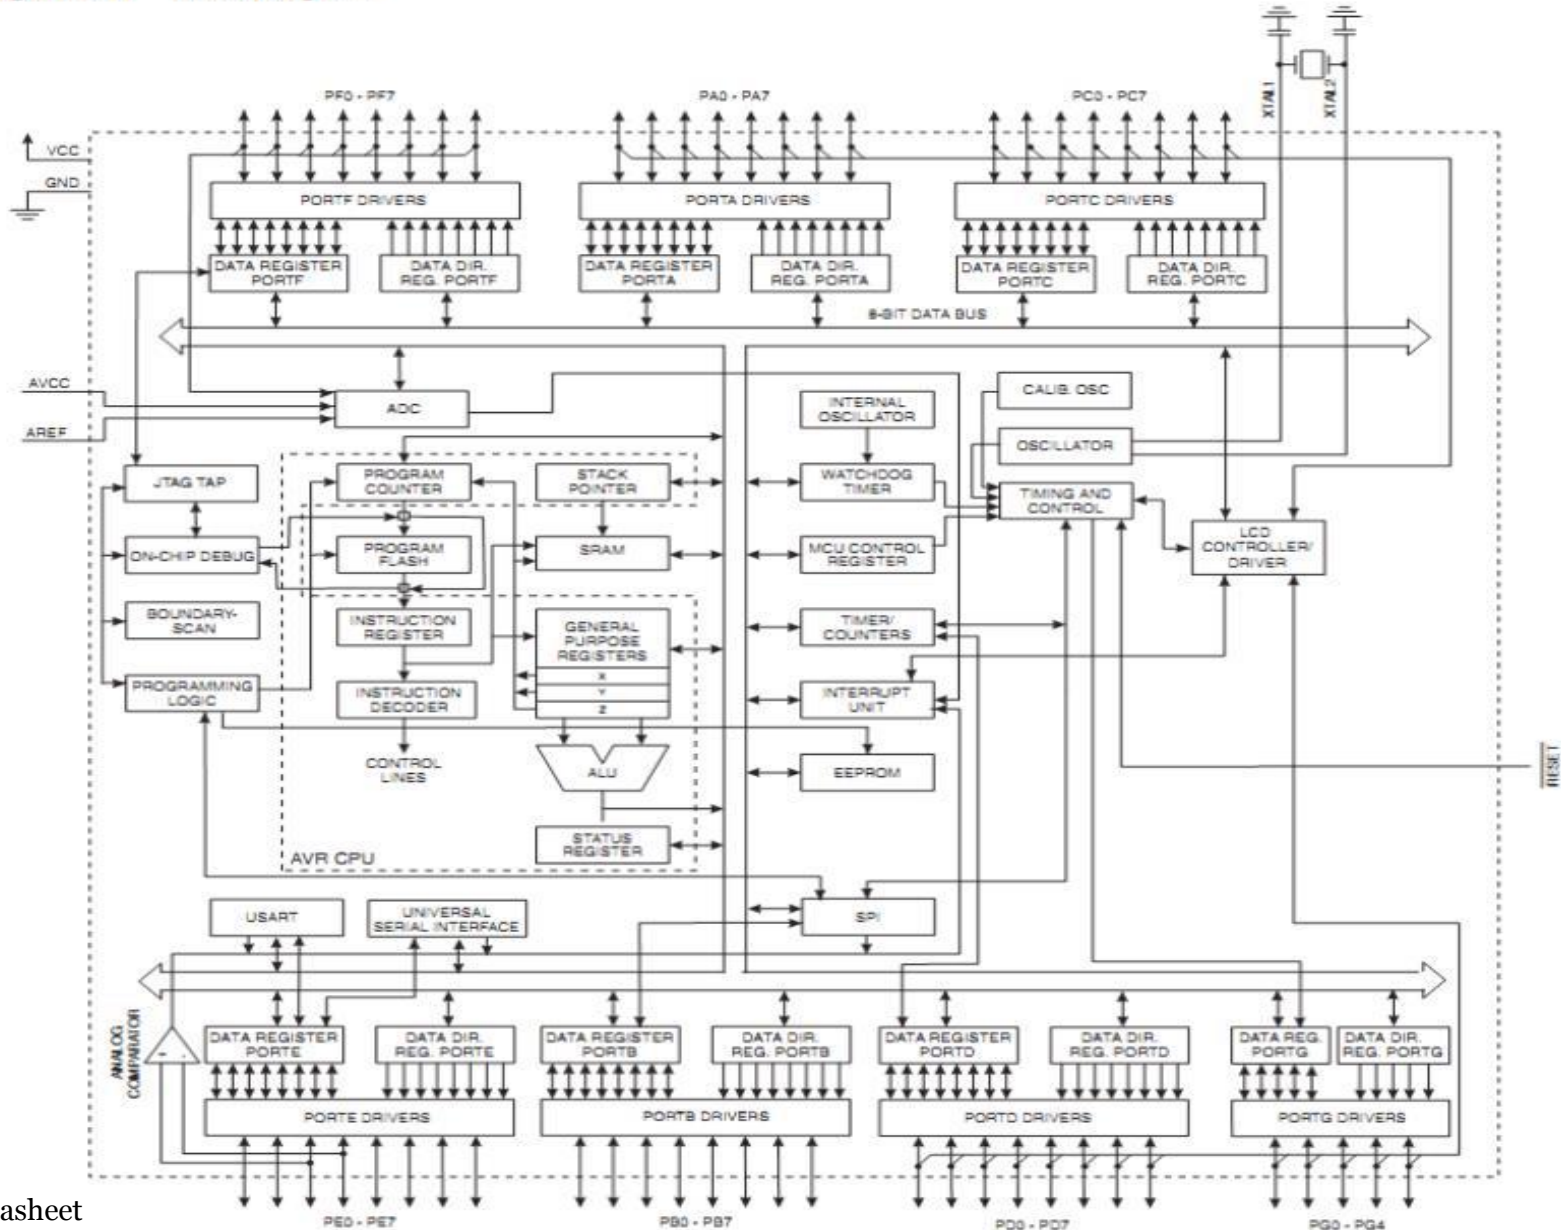 PF0 - PF7
PA0 - PA7
PC0 - PC7
XTAL1
XTAL2
VCC
GND
PORTF DRIVERS
PORTA DRIVERS
PORTC DRIVERS
DATA REGISTER
PORTF
DATA DIR.
REG. PORTF
DATA REGISTER
PORTA
DATA DIR.
REG. PORTA
DATA REGISTER
PORTC
DATA DIR.
REG. PORTC
8-BIT DATA BUS
AVCC
AREF
ADC
INTERNAL
OSCILLATOR
CALIB. OSC
OSCILLATOR
JTAG TAP
PROGRAM
COUNTER
STACK
POINTER
WATCHDOG
TIMER
TIMING AND
CONTROL
ON-CHIP DEBUG
PROGRAM
FLASH
SRAM
MCU CONTROL
REGISTER
LCD
CONTROLLER/
DRIVER
BOUNDARY-
SCAN
INSTRUCTION
REGISTER
GENERAL
PURPOSE
REGISTERS
TIMER/
COUNTERS
PROGRAMMING
LOGIC
INSTRUCTION
DECODER
X
Y
Z
INTERRUPT
UNIT
CONTROL
LINES
ALU
EEPROM
RESET
STATUS
REGISTER
AVR CPU
USART
UNIVERSAL
SERIAL INTERFACE
SPI
ANALOG
COMPARATOR
+
-
DATA REGISTER
PORTE
DATA DIR.
REG. PORTE
DATA REGISTER
PORTB
DATA DIR.
REG. PORTB
DATA REGISTER
PORTD
DATA DIR.
REG. PORTD
DATA REG.
PORTG
DATA DIR.
REG. PORTG
PORTE DRIVERS
PORTB DRIVERS
PORTD DRIVERS
PORTG DRIVERS
PE0 - PE7
PB0 - PB7
PD0 - PD7
PG0 - PG4
asheet